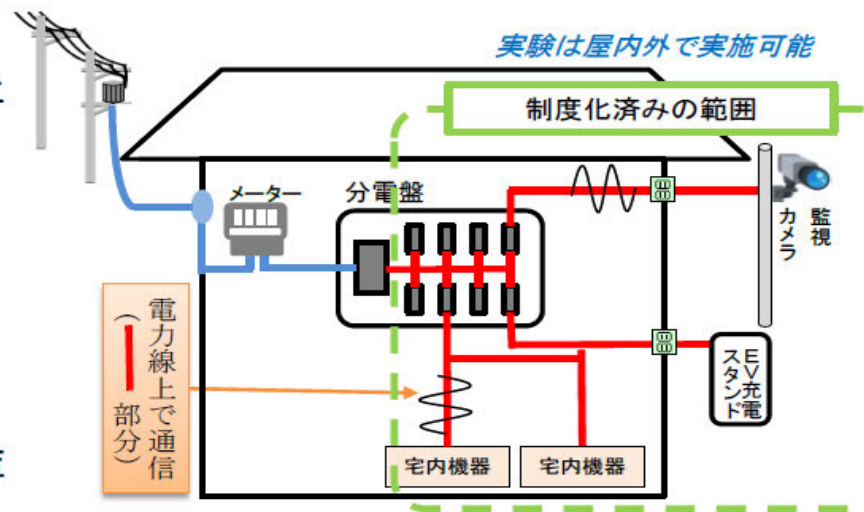 実験は屋内外で実施可能
制度化済みの範囲
メーター
分電盤
監視
カメラ
電力線上で通信
(━部分)
EV充電
スタンド
宅内機器
宅内機器